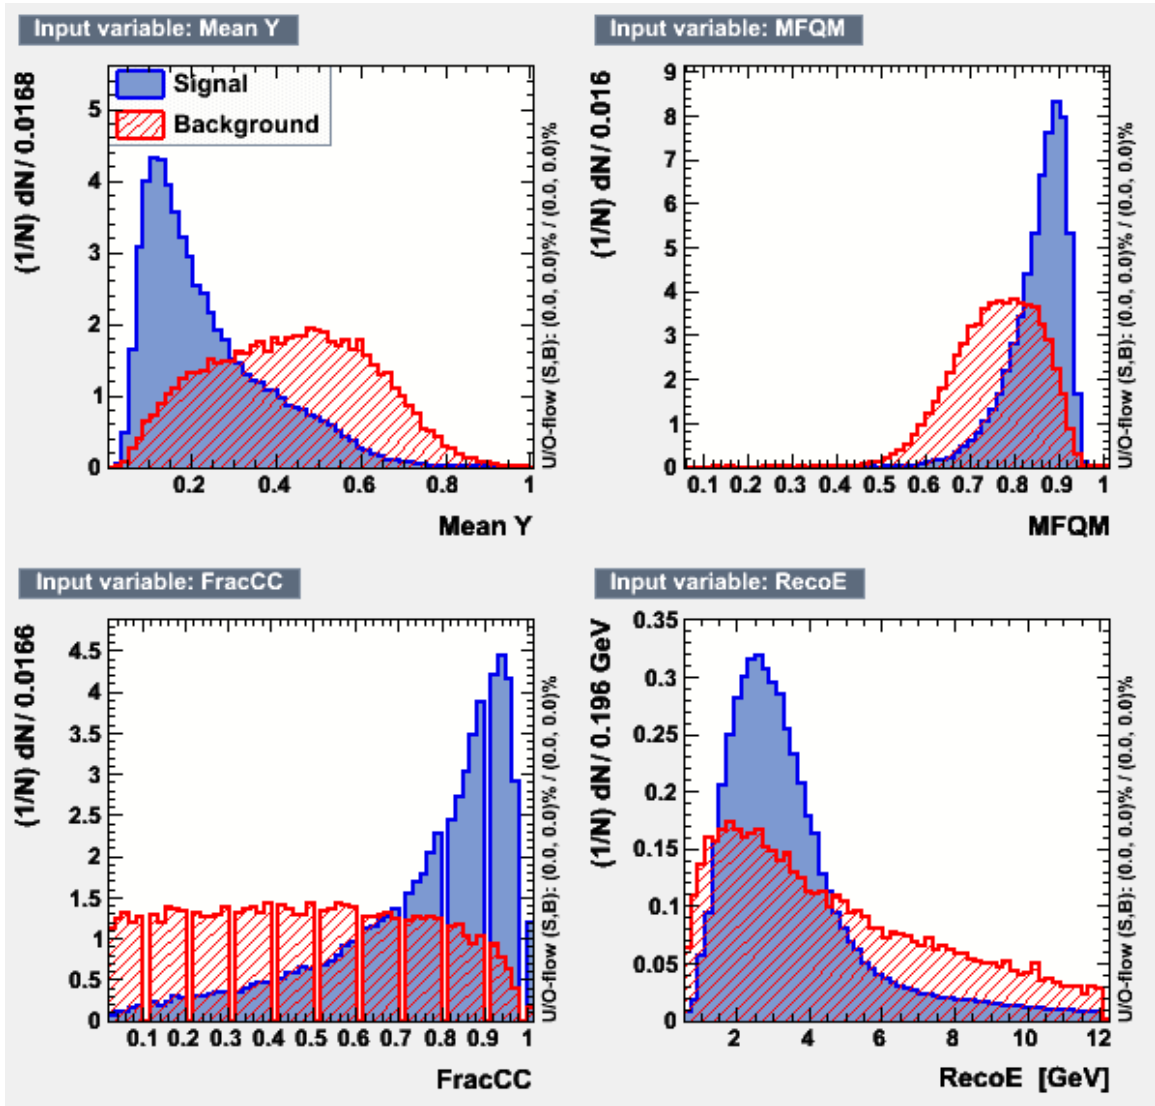 Input variable: Mean Y
(1/N) dN / 0.0168
Signal
Background
5
4
3
2
1
0
0.2 0.4 0.6 0.8 1
Mean Y
U/O-flow (S,B): (0.0, 0.0)% / (0.0, 0.0)%
Input variable: MFQM
(1/N) dN / 0.016
9
8
7
6
5
4
3
2
1
0
0.1 0.2 0.3 0.4 0.5 0.6 0.7 0.8 0.9 1
MFQM
U/O-flow (S,B): (0.0, 0.0)% / (0.0, 0.0)%
Input variable: FracCC
(1/N) dN / 0.0166
4.5
4
3.5
3
2.5
2
1.5
1
0.5
0
0.1 0.2 0.3 0.4 0.5 0.6 0.7 0.8 0.9 1
FracCC
U/O-flow (S,B): (0.0, 0.0)% / (0.0, 0.0)%
Input variable: RecoE
(1/N) dN / 0.196 GeV
0.35
0.3
0.25
0.2
0.15
0.1
0.05
0
2 4 6 8 10 12
RecoE [GeV]
U/O-flow (S,B): (0.0, 0.0)% / (0.0, 0.0)%